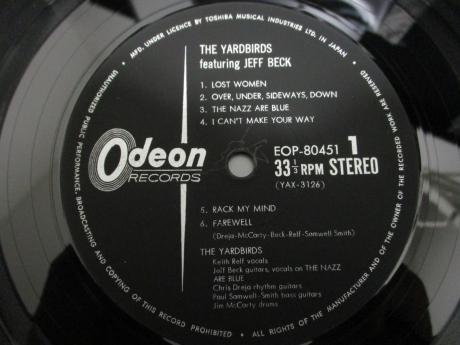 MFD. UNDER LICENCE BY TOSHIBA MUSICAL INDUSTRIES LTD. IN JAPAN •
ALL RIGHTS OF THE MANUFACTURER AND OF THE OWNER OF THE RECORDED WORK ARE RESERVED
UNAUTHORIZED PUBLIC PERFORMANCE, BROADCASTING AND COPYING OF THIS RECORD PROHIBITED •
THE YARDBIRDS
featuring JEFF BECK
1. LOST WOMEN
2. OVER, UNDER, SIDEWAYS, DOWN
3. THE NAZZ ARE BLUE
4. I CAN'T MAKE YOUR WAY
Odeon
RECORDS
EOP-80451 1
33 1/3 RPM STEREO
(YAX-3126)
5. RACK MY MIND
6. FAREWELL
(Dreja-McCarty-Beck-Relf-Samwell Smith)
THE YARDBIRDS
Keith Relf vocals
Jeff Beck guitars, vocals on THE NAZZ
ARE BLUE
Chris Dreja rhythm guitars
Paul Samwell-Smith bass guitars
Jim McCarty drums